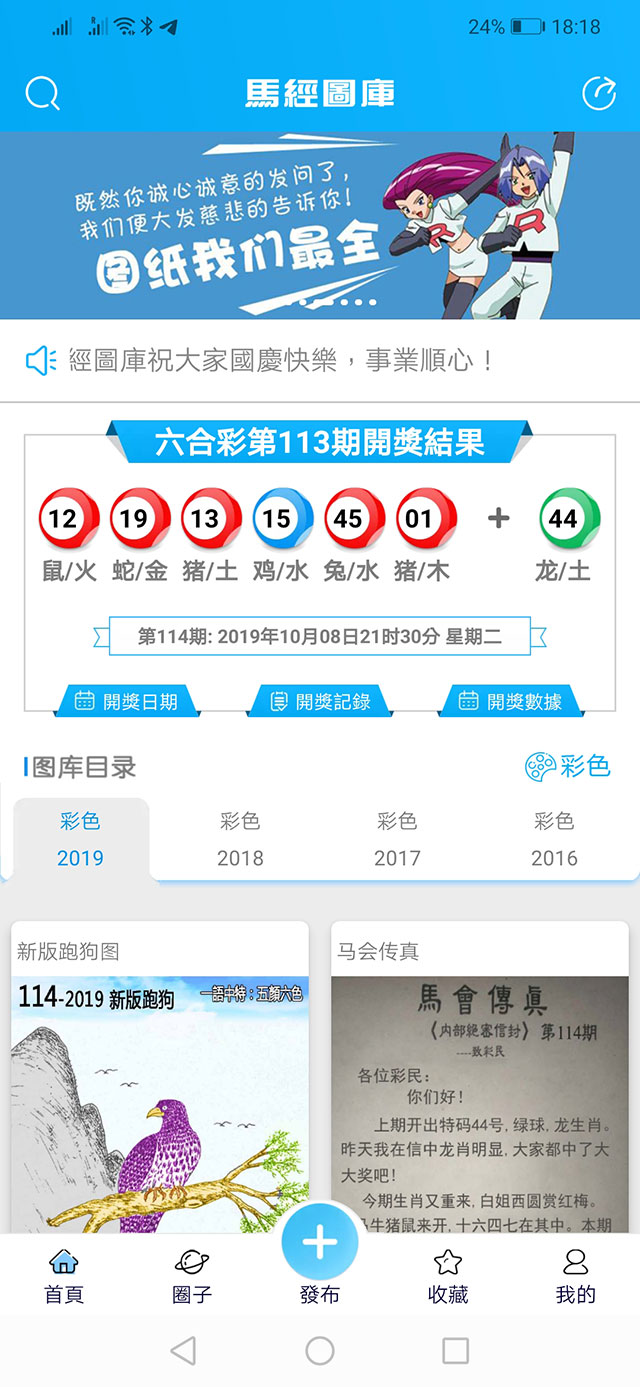 R
24% 18:18
馬經圖庫
既然你诚心诚意的发问了，
我们便大发慈悲的告诉你！
图纸我们最全
經圖庫祝大家國慶快樂，事業順心！
六合彩第113期開獎結果
12 19 13 15 45 01 + 44
鼠/火 蛇/金 猪/土 鸡/水 兔/水 猪/木 龙/土
第114期: 2019年10月08日21时30分 星期二
開獎日期 開獎記錄 開獎數據
图库目录 彩色
彩色 彩色 彩色 彩色
2019 2018 2017 2016
新版跑狗图
114-2019 新版跑狗 一語中特：五顏六色
马会传真
馬會傳眞
《内部絕密信封》第114期
----致彩民
各位彩民：
你们好！
上期开出特码44号, 绿球, 龙生肖。
昨天我在信中龙肖明显, 大家都中了大
大奖吧！
今期生肖又重来, 白姐西圆赏红梅。
牛猪鼠来开, 十六四七在其中。本期
首頁 圈子 發布 收藏 我的